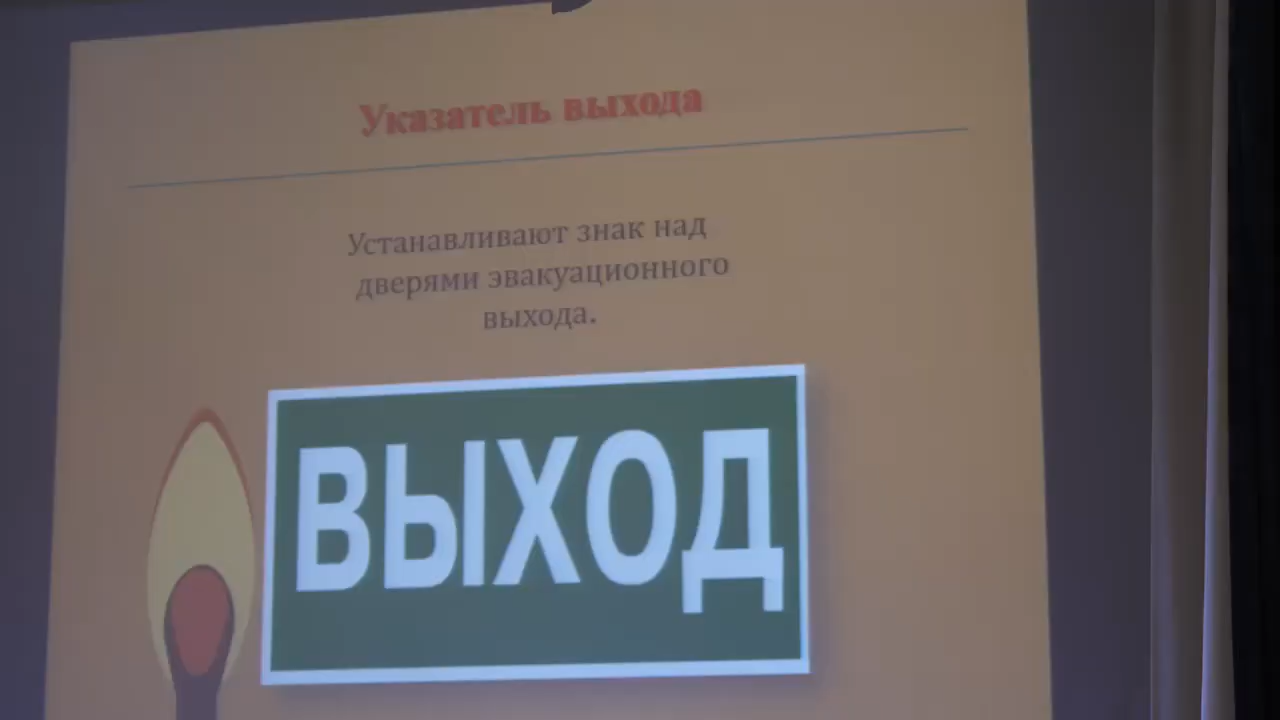 Указатель выхода
Устанавливают знак над
дверями эвакуационного
выхода.
ВЫХОД